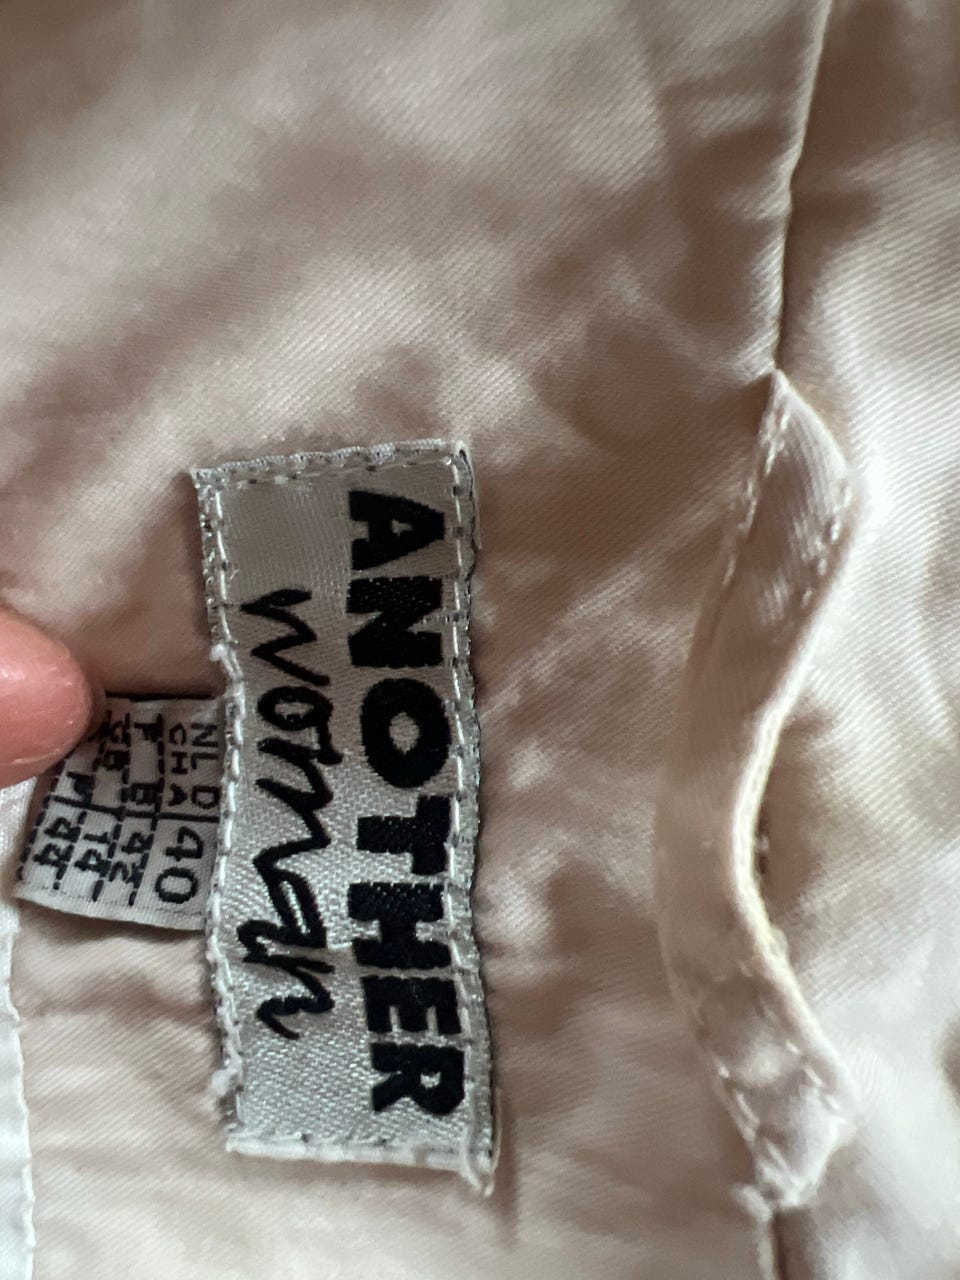 ANOTHER
woman
NL D CH A 40
F B 42
GB 14
I 44